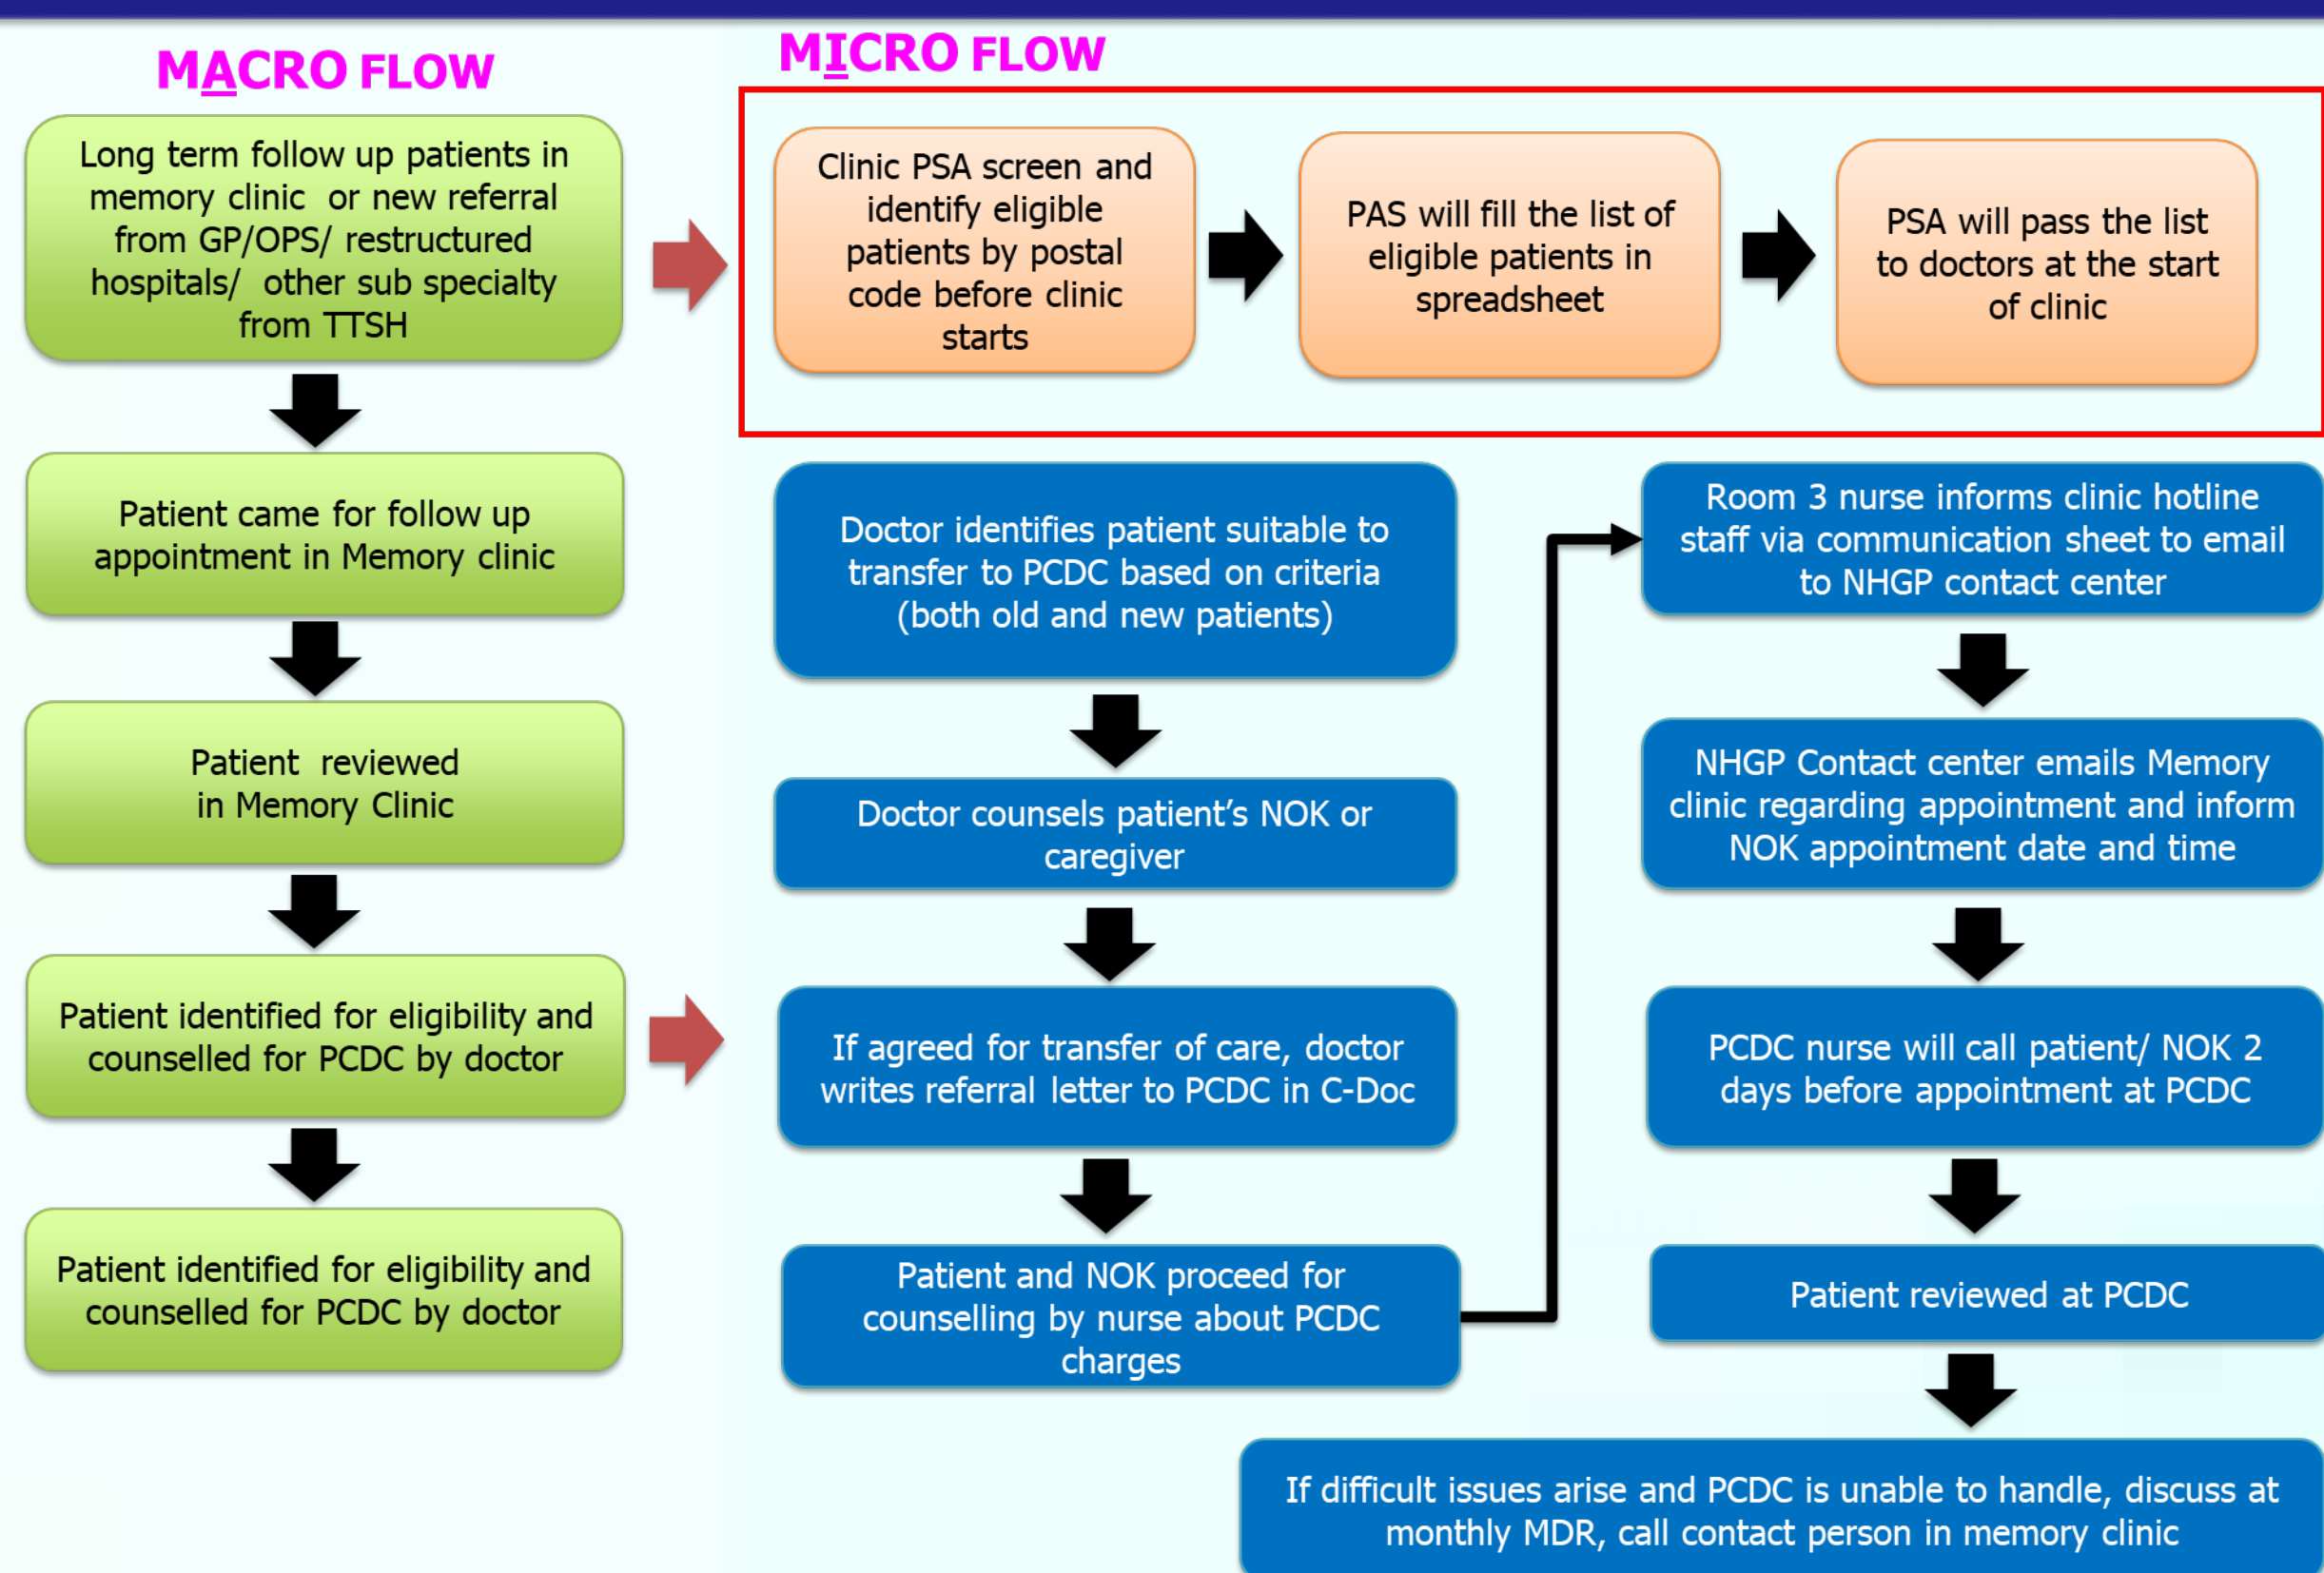 MACRO FLOW
Long term follow up patients in
memory clinic or new referral
from GP/OPS/ restructured
hospitals/ other sub specialty
from TTSH
Patient came for follow up
appointment in Memory clinic
Patient reviewed
in Memory Clinic
Patient identified for eligibility and
counselled for PCDC by doctor
Patient identified for eligibility and
counselled for PCDC by doctor
MICRO FLOW
Clinic PSA screen and
identify eligible
patients by postal
code before clinic
starts
PAS will fill the list of
eligible patients in
spreadsheet
PSA will pass the list
to doctors at the start
of clinic
Doctor identifies patient suitable to
transfer to PCDC based on criteria
(both old and new patients)
Doctor counsels patient’s NOK or
caregiver
If agreed for transfer of care, doctor
writes referral letter to PCDC in C-Doc
Patient and NOK proceed for
counselling by nurse about PCDC
charges
Room 3 nurse informs clinic hotline
staff via communication sheet to email
to NHGP contact center
NHGP Contact center emails Memory
clinic regarding appointment and inform
NOK appointment date and time
PCDC nurse will call patient/ NOK 2
days before appointment at PCDC
Patient reviewed at PCDC
If difficult issues arise and PCDC is unable to handle, discuss at
monthly MDR, call contact person in memory clinic